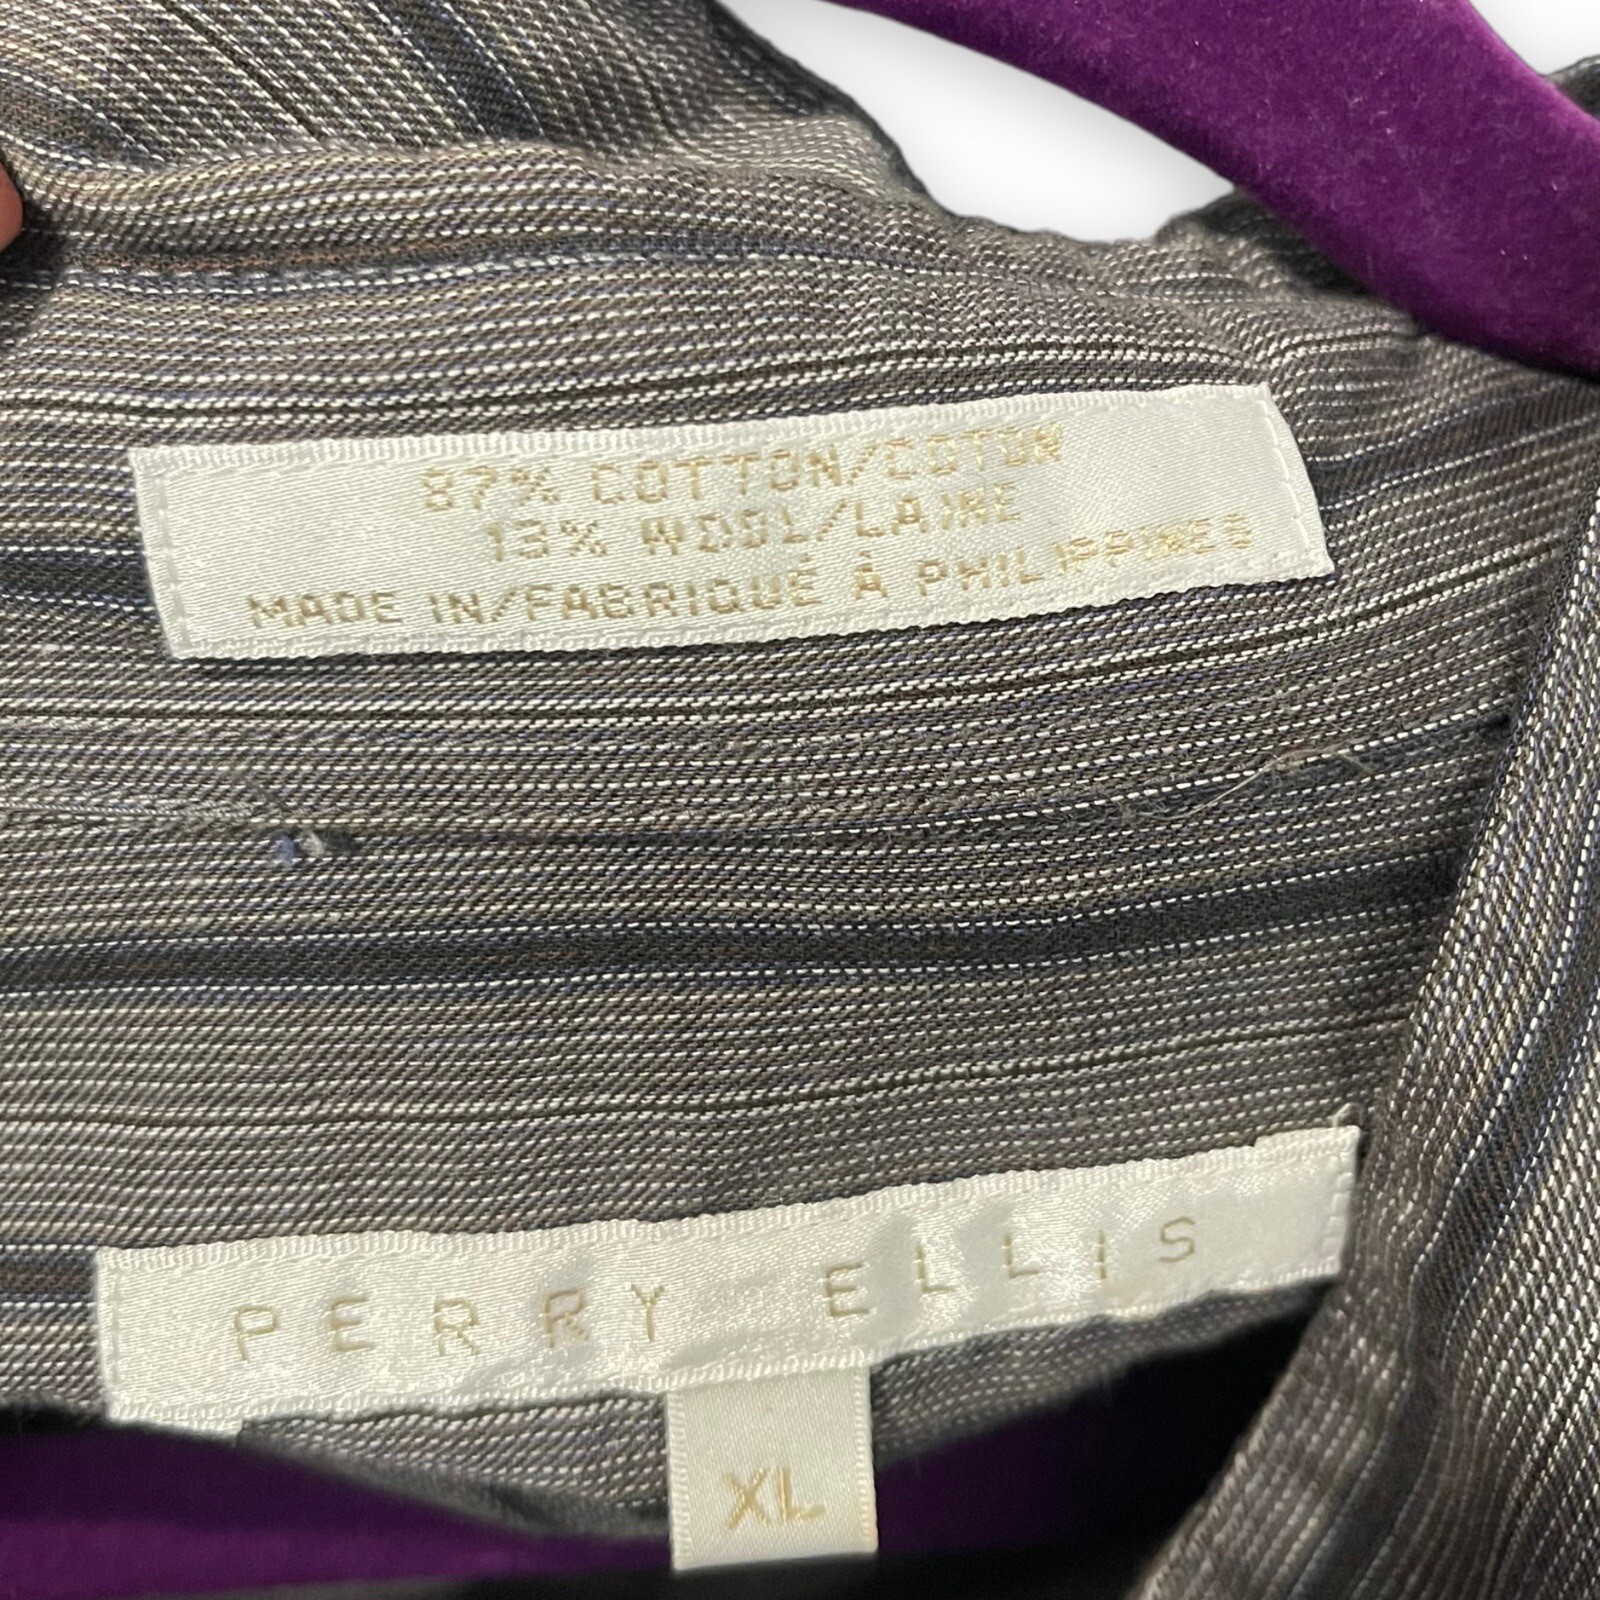 87% COTTON/COTON
13% WOOL/LAINE
MADE IN/FABRIQUÉ À PHILIPPINES
PERRY ELLIS
XL